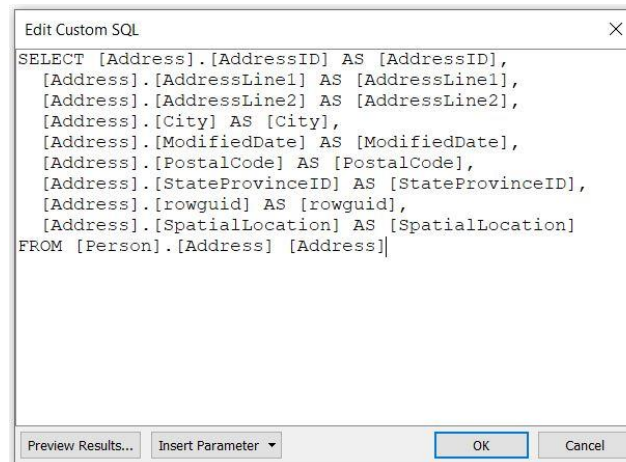 Edit Custom SQL
SELECT [Address].[AddressID] AS [AddressID],
[Address].[AddressLine1] AS [AddressLine1],
[Address].[AddressLine2] AS [AddressLine2],
[Address].[City] AS [City],
[Address].[ModifiedDate] AS [ModifiedDate],
[Address].[PostalCode] AS [PostalCode],
[Address].[StateProvinceID] AS [StateProvinceID],
[Address].[rowguid] AS [rowguid],
[Address].[SpatialLocation] AS [SpatialLocation]
FROM [Person].[Address] [Address]
Preview Results... Insert Parameter OK Cancel